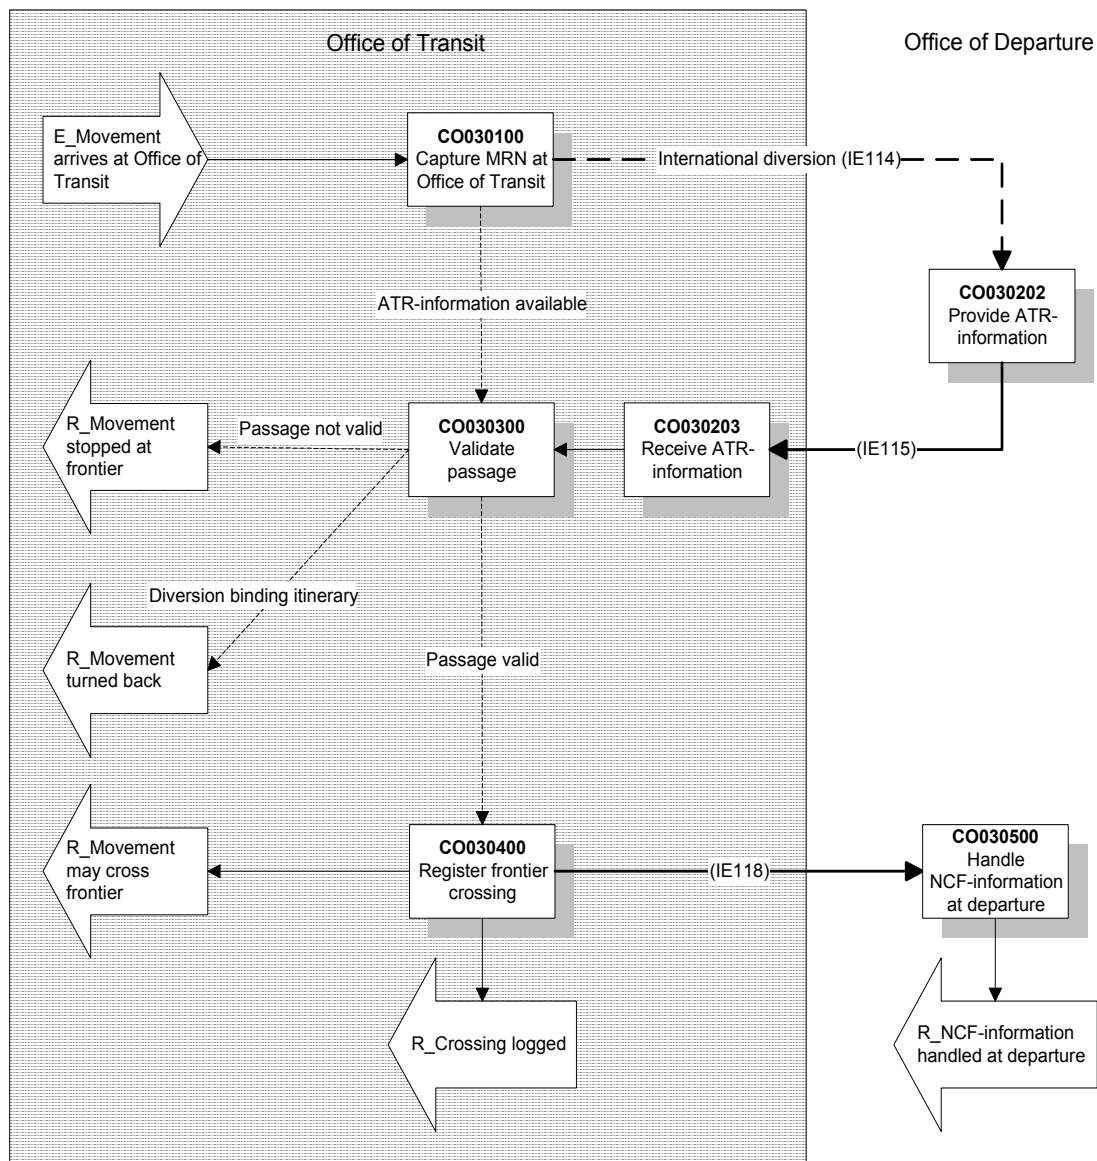 Office of Transit
Office of Departure
E_Movement
arrives at Office of
Transit
CO030100
Capture MRN at
Office of Transit
International diversion (IE114)
CO030202
Provide ATR-
information
ATR-information available
R_Movement
stopped at
frontier
Passage not valid
CO030300
Validate
passage
CO030203
Receive ATR-
information
(IE115)
Diversion binding itinerary
R_Movement
turned back
Passage valid
R_Movement
may cross
frontier
CO030400
Register frontier
crossing
(IE118)
CO030500
Handle
NCF-information
at departure
R_Crossing logged
R_NCF-information
handled at departure